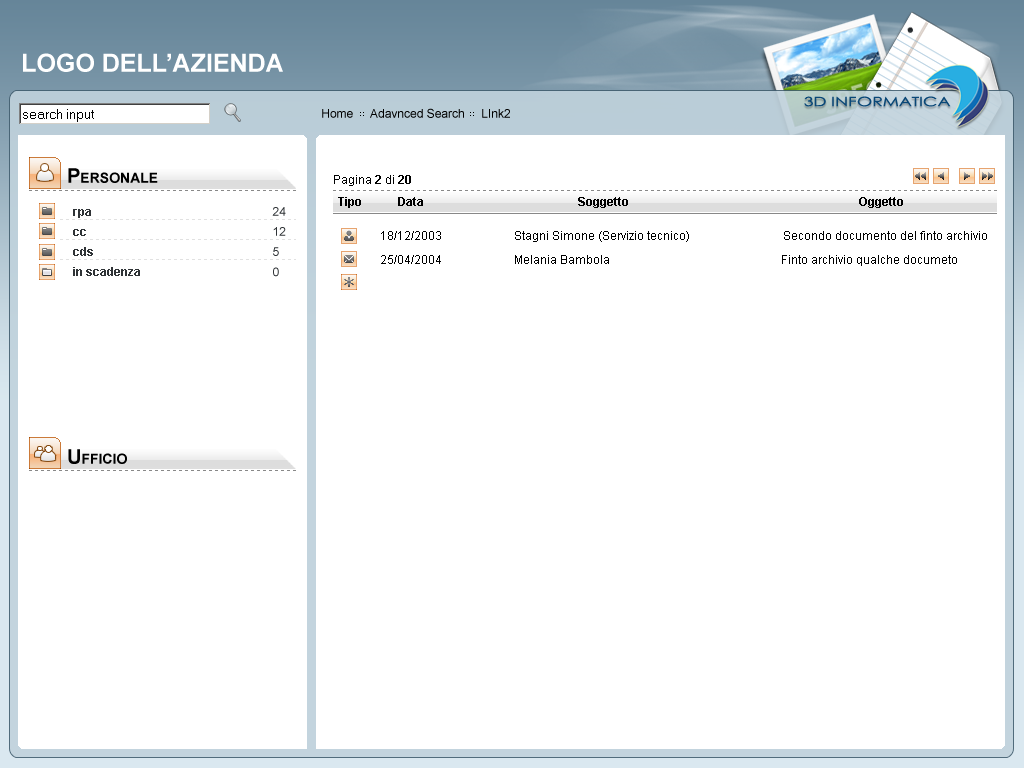 LOGO DELL'AZIENDA
3D INFORMATICA
search input
Home :: Adavnced Search :: LInk2
PERSONALE
rpa 24
cc 12
cds 5
in scadenza 0
UFFICIO
Pagina 2 di 20
Tipo Data Soggetto Oggetto
18/12/2003 Stagni Simone (Servizio tecnico) Secondo documento del finto archivio
25/04/2004 Melania Bambola Finto archivio qualche documeto